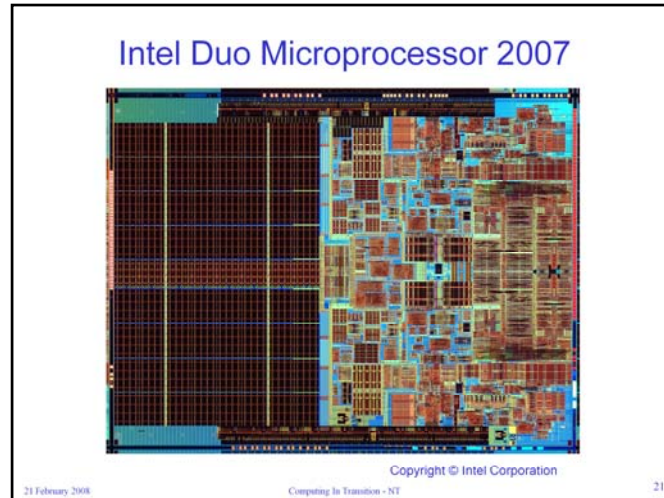 Intel Duo Microprocessor 2007
Copyright © Intel Corporation
21 February 2008
Computing In Transition - NT
21